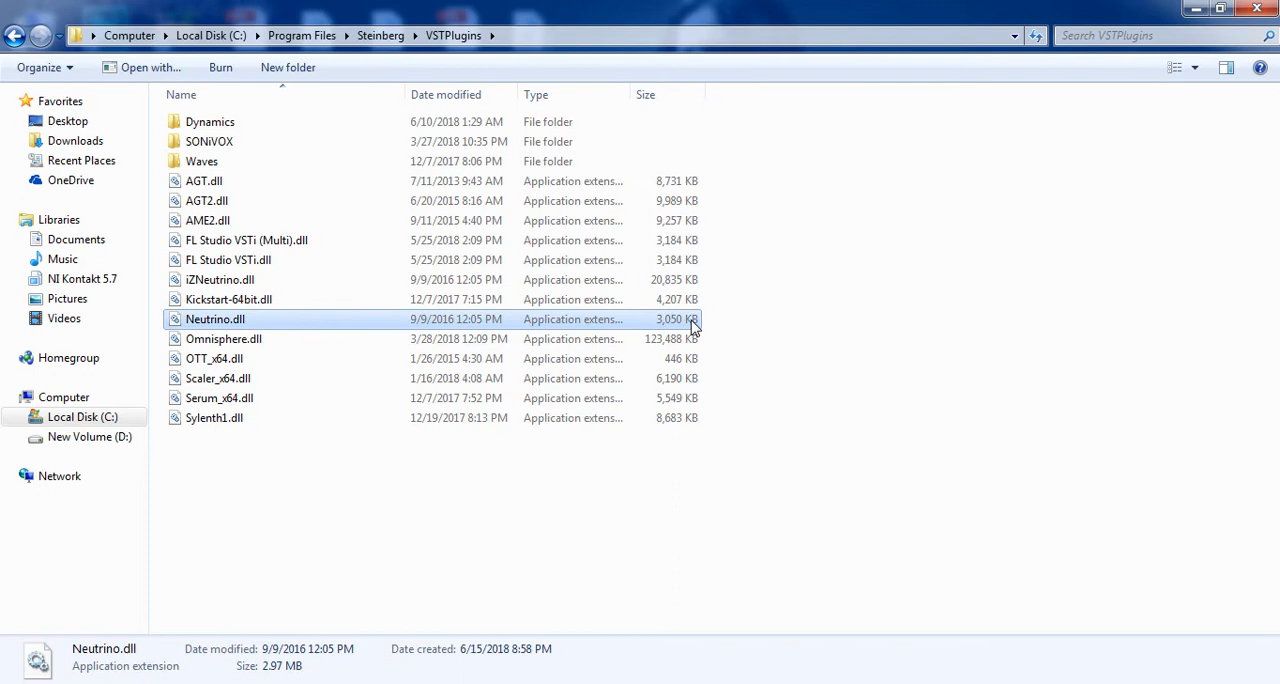 Computer Local Disk (C:) Program Files Steinberg VSTPlugins Search VSTPlugins
Organize Open with... Burn New folder
Favorites
Desktop
Downloads
Recent Places
OneDrive
Libraries
Documents
Music
NI Kontakt 5.7
Pictures
Videos
Homegroup
Computer
Local Disk (C:)
New Volume (D:)
Network
Name Date modified Type Size
Dynamics 6/10/2018 1:29 AM File folder
SONiVOX 3/27/2018 10:35 PM File folder
Waves 12/7/2017 8:06 PM File folder
AGT.dll 7/11/2013 9:43 AM Application extens... 8,731 KB
AGT2.dll 6/20/2015 8:16 AM Application extens... 9,989 KB
AME2.dll 9/11/2015 4:40 PM Application extens... 9,257 KB
FL Studio VSTi (Multi).dll 5/25/2018 2:09 PM Application extens... 3,184 KB
FL Studio VSTi.dll 5/25/2018 2:09 PM Application extens... 3,184 KB
iZNeutrino.dll 9/9/2016 12:05 PM Application extens... 20,835 KB
Kickstart-64bit.dll 12/7/2017 7:15 PM Application extens... 4,207 KB
Neutrino.dll 9/9/2016 12:05 PM Application extens... 3,050 KB
Omnisphere.dll 3/28/2018 12:09 PM Application extens... 123,488 KB
OTT_x64.dll 1/26/2015 4:30 AM Application extens... 446 KB
Scaler_x64.dll 1/16/2018 4:08 AM Application extens... 6,190 KB
Serum_x64.dll 12/7/2017 7:52 PM Application extens... 5,549 KB
Sylenth1.dll 12/19/2017 8:13 PM Application extens... 8,683 KB
Neutrino.dll Date modified: 9/9/2016 12:05 PM Date created: 6/15/2018 8:58 PM
Application extension Size: 2.97 MB